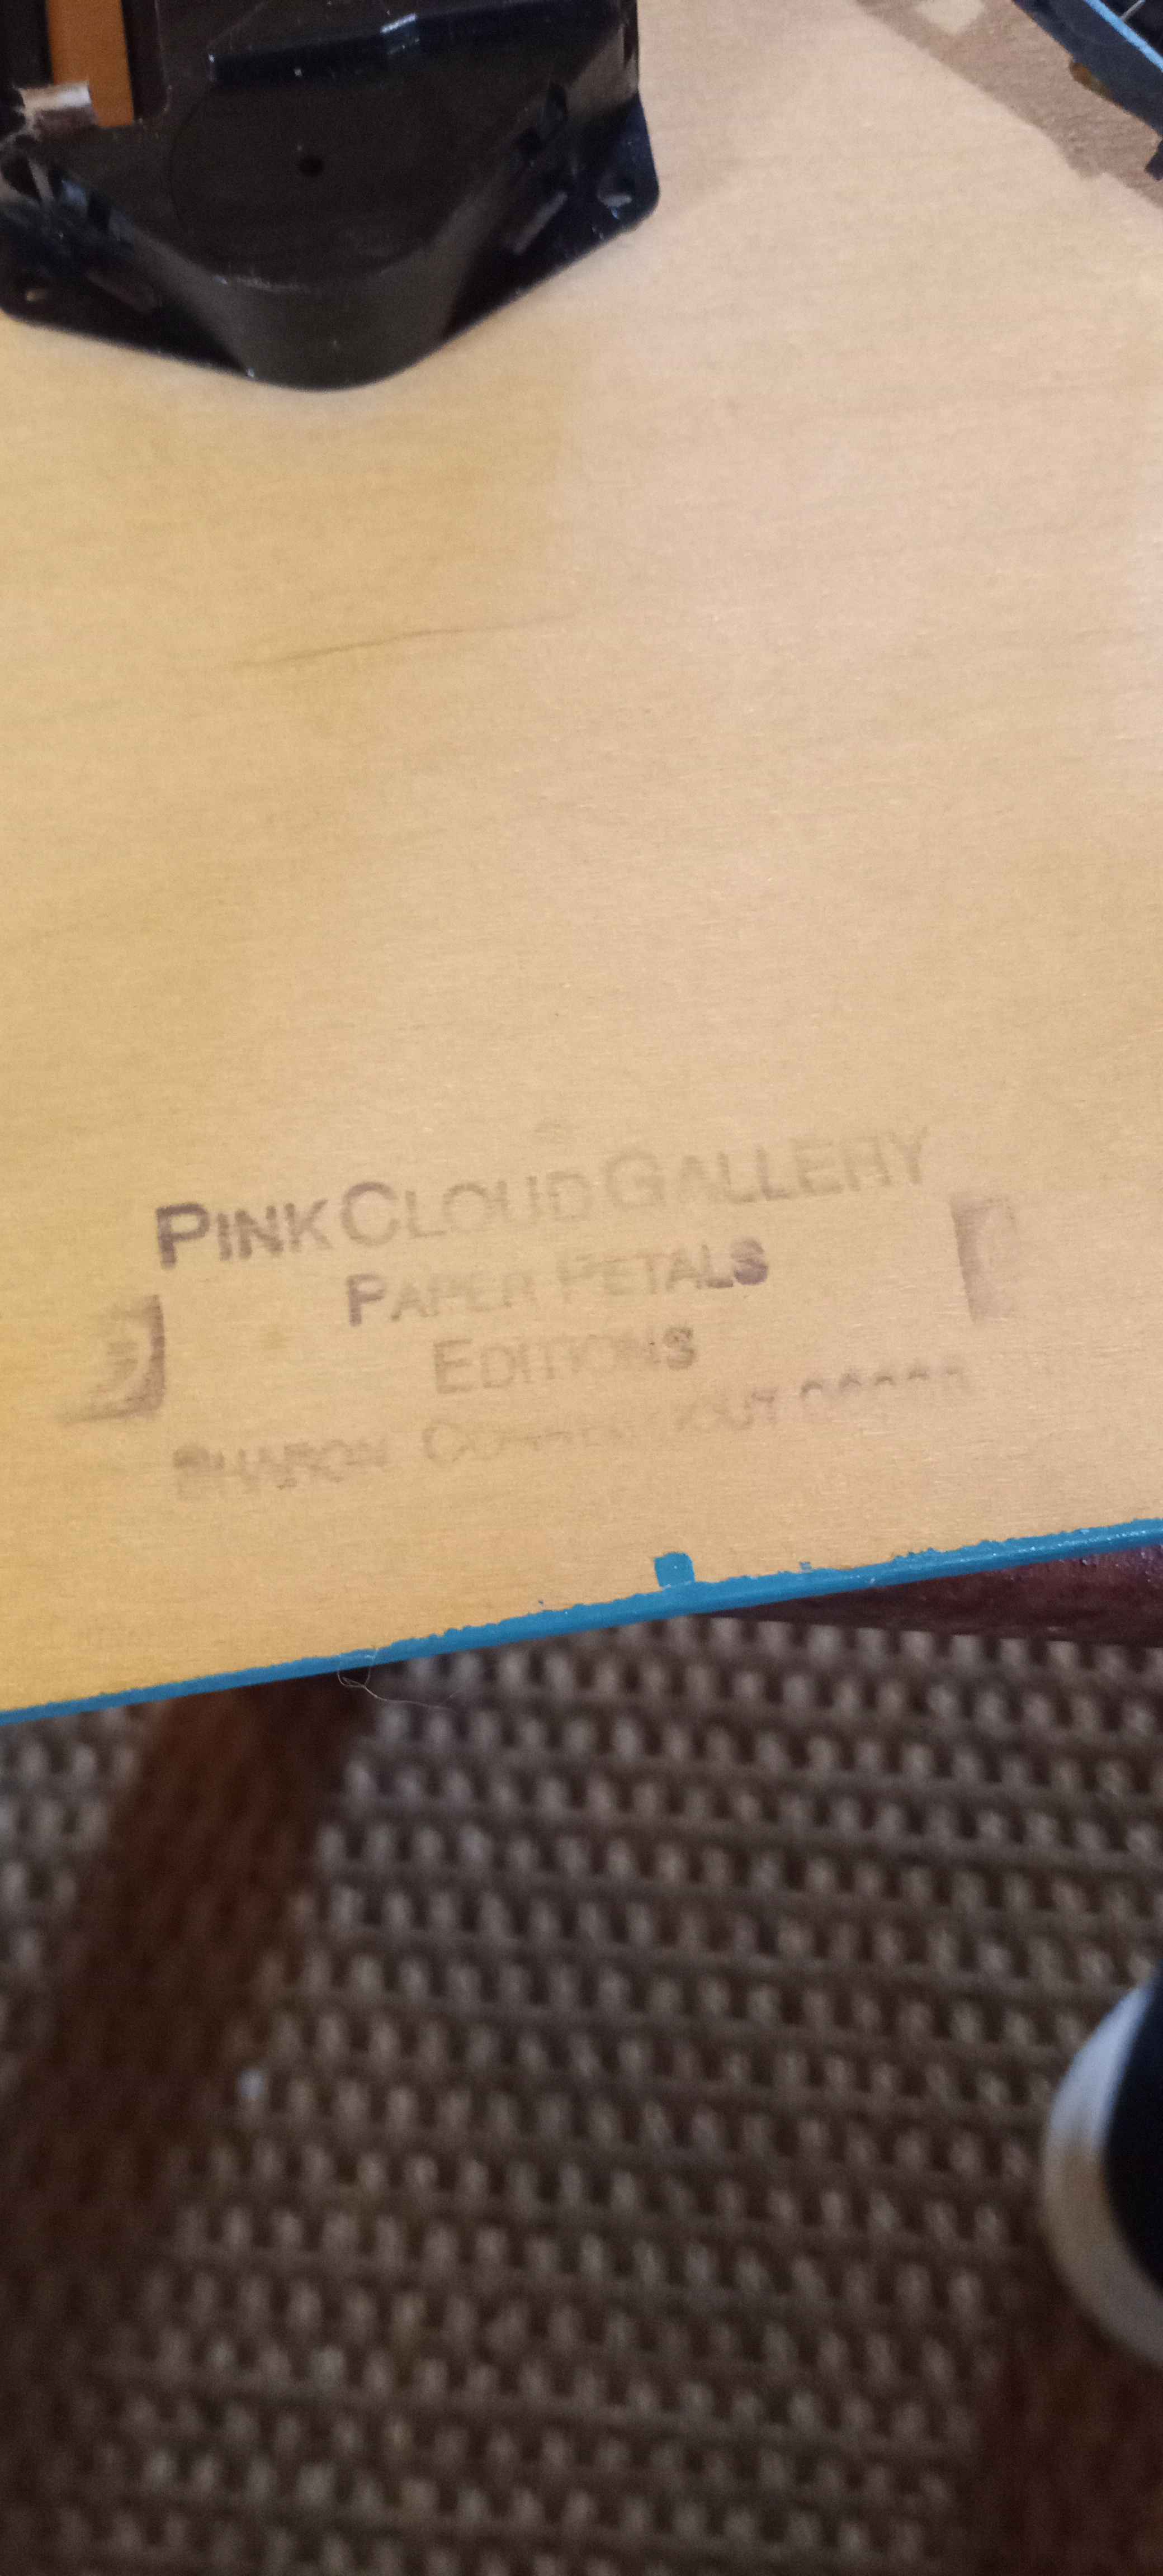 PINK CLOUD GALLERY
PAPER PETALS
EDITIONS
SHARON